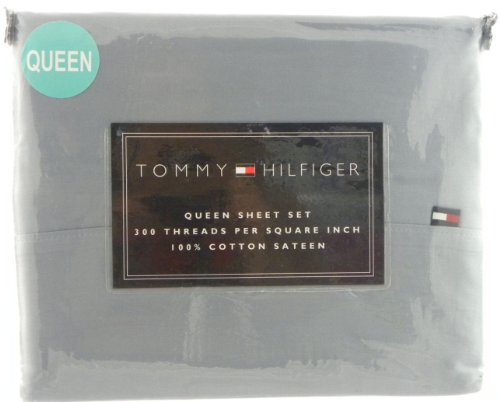 QUEEN
TOMMY HILFIGER
QUEEN SHEET SET
300 THREADS PER SQUARE INCH
100% COTTON SATEEN